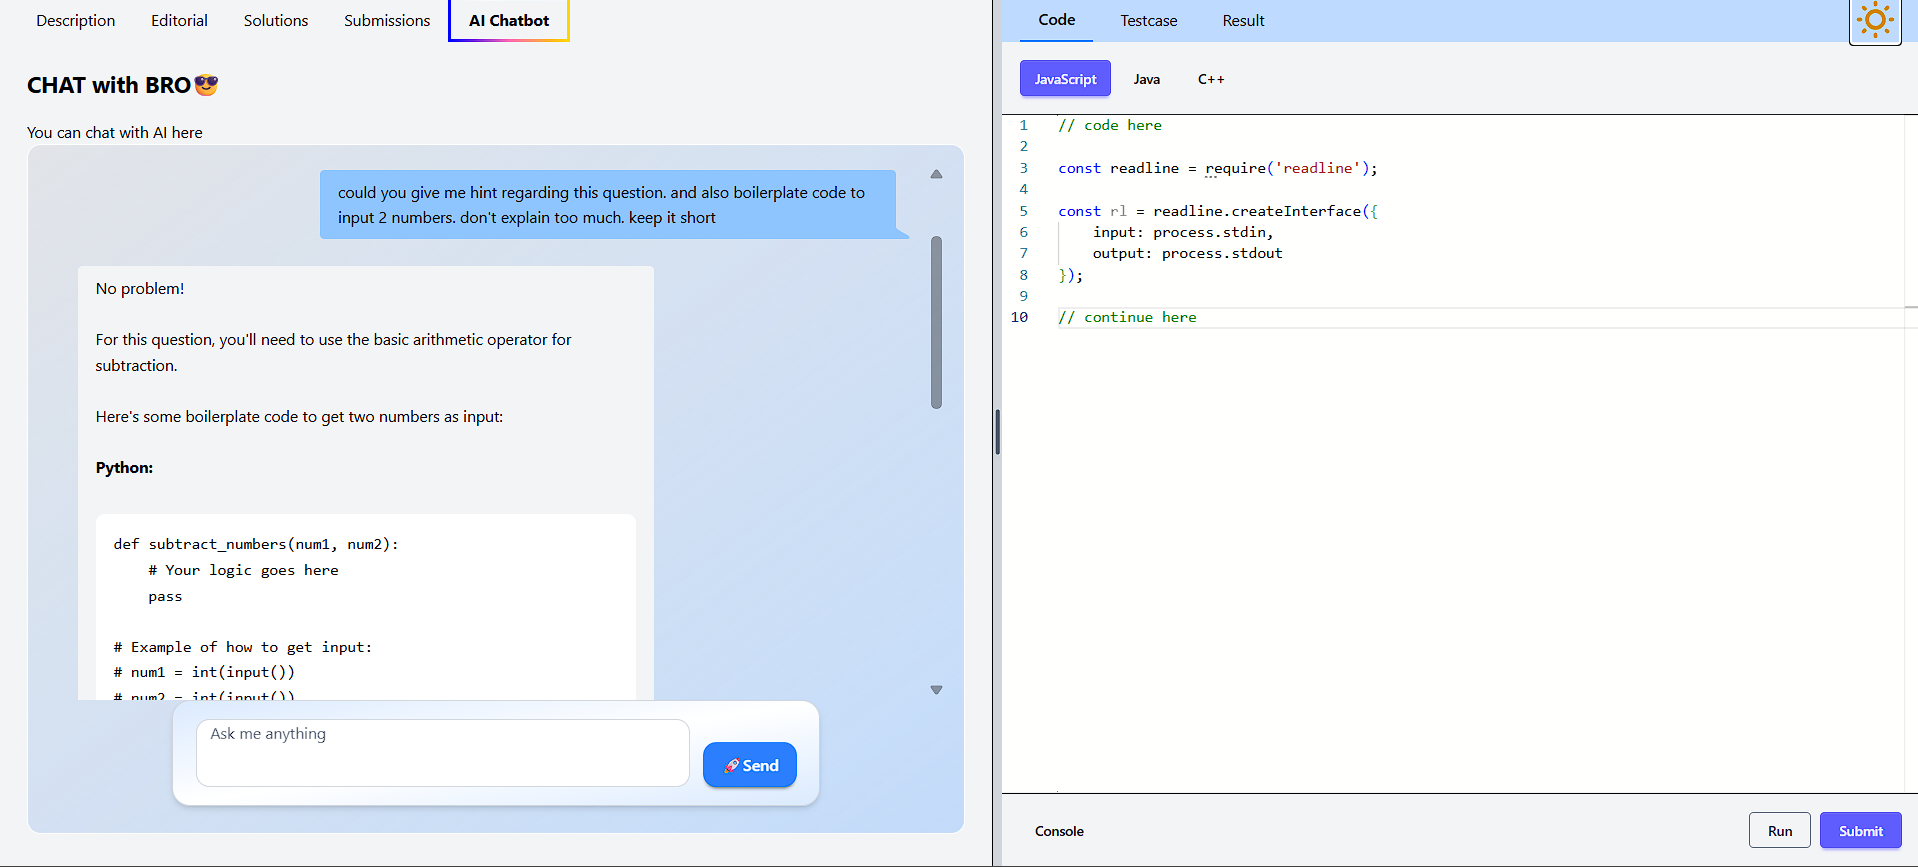 Description Editorial Solutions Submissions AI Chatbot
CHAT with BRO😎
You can chat with AI here
could you give me hint regarding this question. and also boilerplate code to
input 2 numbers. don't explain too much. keep it short
No problem!
For this question, you'll need to use the basic arithmetic operator for
subtraction.
Here's some boilerplate code to get two numbers as input:
Python:
def subtract_numbers(num1, num2):
    # Your logic goes here
    pass
# Example of how to get input:
# num1 = int(input())
# num2 = int(input())
Ask me anything
🚀 Send
Code Testcase Result
JavaScript Java C++
1 // code here
2
3 const readline = require('readline');
4
5 const rl = readline.createInterface({
6     input: process.stdin,
7     output: process.stdout
8 });
9
10 // continue here
Console Run Submit